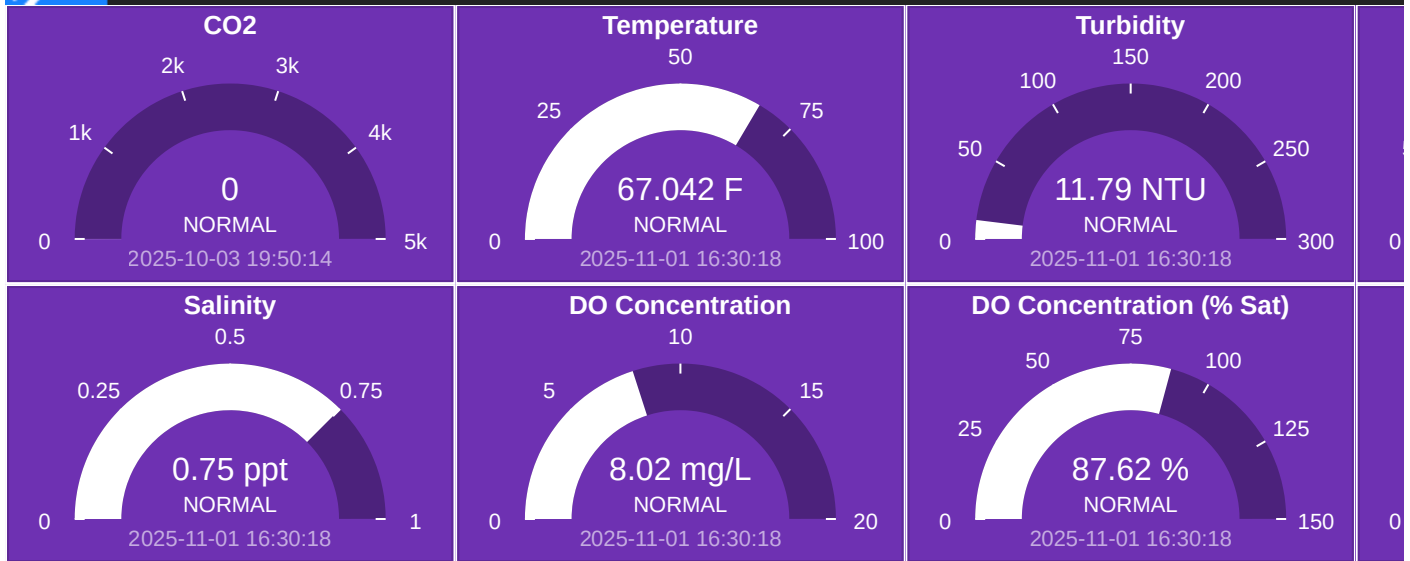 CO2
2k
3k
1k
4k
0
5k
0
NORMAL
2025-10-03 19:50:14
Temperature
50
25
75
0
100
67.042 F
NORMAL
2025-11-01 16:30:18
Turbidity
150
100
200
50
250
0
300
11.79 NTU
NORMAL
2025-11-01 16:30:18
0
Salinity
0.5
0.25
0.75
0
1
0.75 ppt
NORMAL
2025-11-01 16:30:18
DO Concentration
10
5
15
0
20
8.02 mg/L
NORMAL
2025-11-01 16:30:18
DO Concentration (% Sat)
75
50
100
25
125
0
150
87.62 %
NORMAL
2025-11-01 16:30:18
0